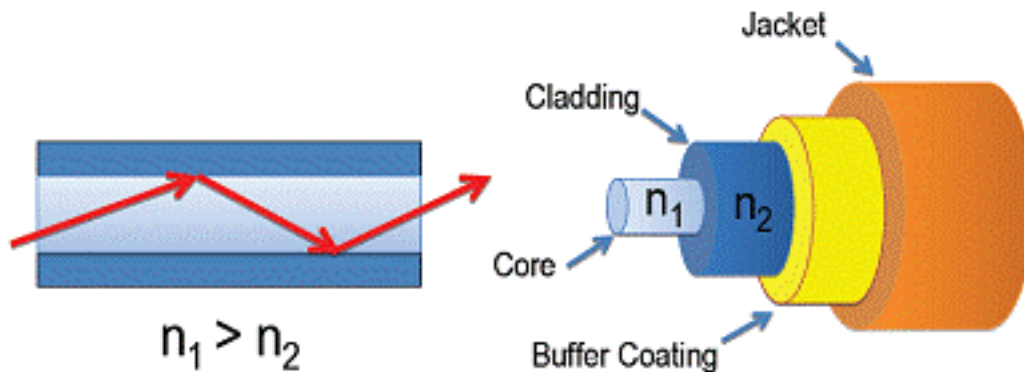 Jacket
Cladding
n₁
n₂
Core
n₁ > n₂
Buffer Coating